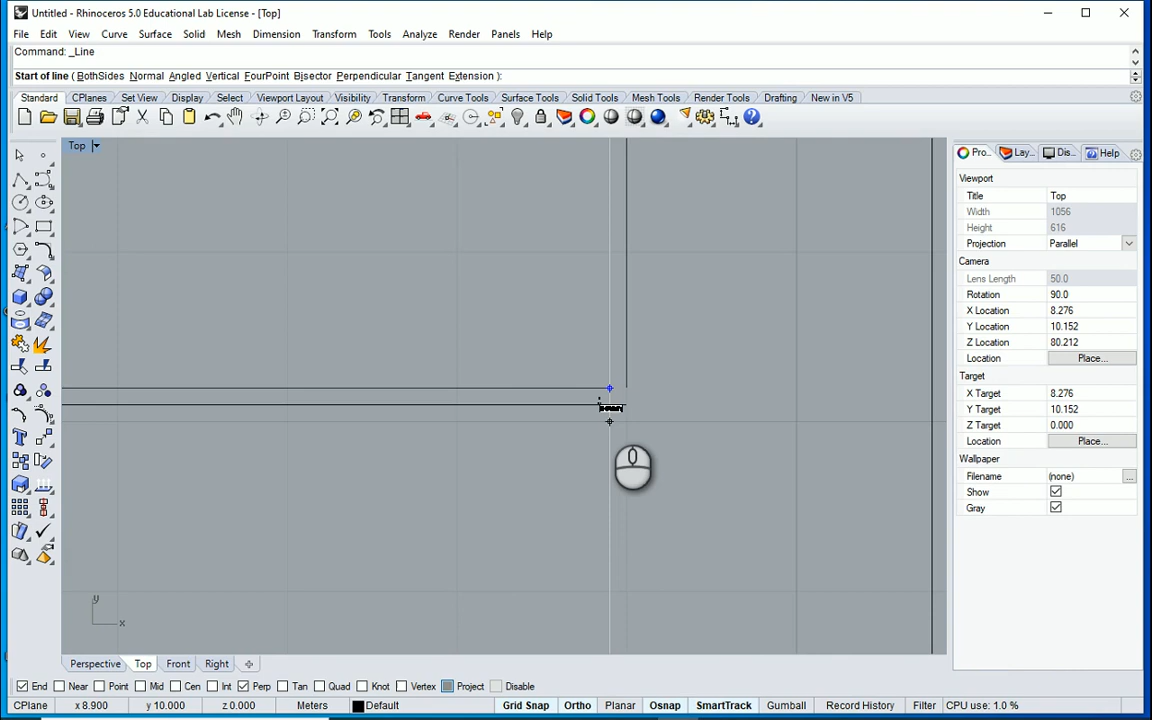 Untitled - Rhinoceros 5.0 Educational Lab License - [Top]
File Edit View Curve Surface Solid Mesh Dimension Transform Tools Analyze Render Panels Help
Command: _Line
Start of line ( BothSides Normal Angled Vertical FourPoint Bisector Perpendicular Tangent Extension ):
Standard CPlanes Set View Display Select Viewport Layout Visibility Transform Curve Tools Surface Tools Solid Tools Mesh Tools Render Tools Drafting New in V5
Top
Pro... Lay... Dis... Help
Viewport
Title Top
Width 1056
Height 616
Projection Parallel
Camera
Lens Length 50.0
Rotation 90.0
X Location 8.276
Y Location 10.152
Z Location 80.212
Location Place...
Target
X Target 8.276
Y Target 10.152
Z Target 0.000
Location Place...
Wallpaper
Filename (none) ...
Show
Gray
y
x
Perspective Top Front Right
End Near Point Mid Cen Int Perp Tan Quad Knot Vertex Project Disable
CPlane x 8.900 y 10.000 z 0.000 Default Grid Snap Ortho Planar Osnap SmartTrack Gumball Record History Filter CPU use: 1.0 %